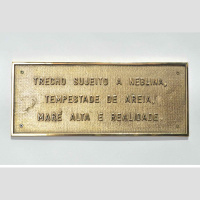 TRECHO SUJEITO A NEBLINA,
TEMPESTADE DE AREIA,
MARÉ ALTA E REALIDADE.